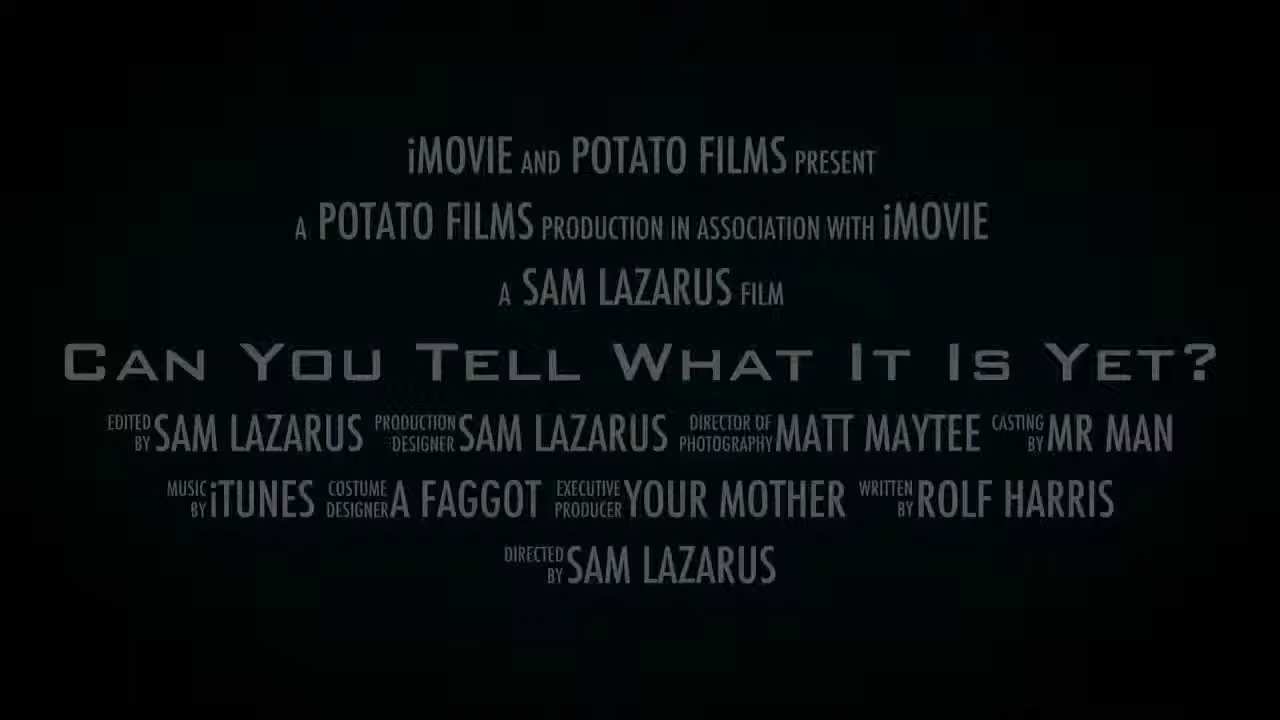 iMOVIE AND POTATO FILMS PRESENT
A POTATO FILMS PRODUCTION IN ASSOCIATION WITH iMOVIE
A SAM LAZARUS FILM
CAN YOU TELL WHAT IT IS YET?
EDITED BY SAM LAZARUS PRODUCTION DESIGNER SAM LAZARUS DIRECTOR OF PHOTOGRAPHY MATT MAYTEE CASTING BY MR MAN
MUSIC BY iTUNES COSTUME DESIGNER A FAGGOT EXECUTIVE PRODUCER YOUR MOTHER WRITTEN BY ROLF HARRIS
DIRECTED BY SAM LAZARUS